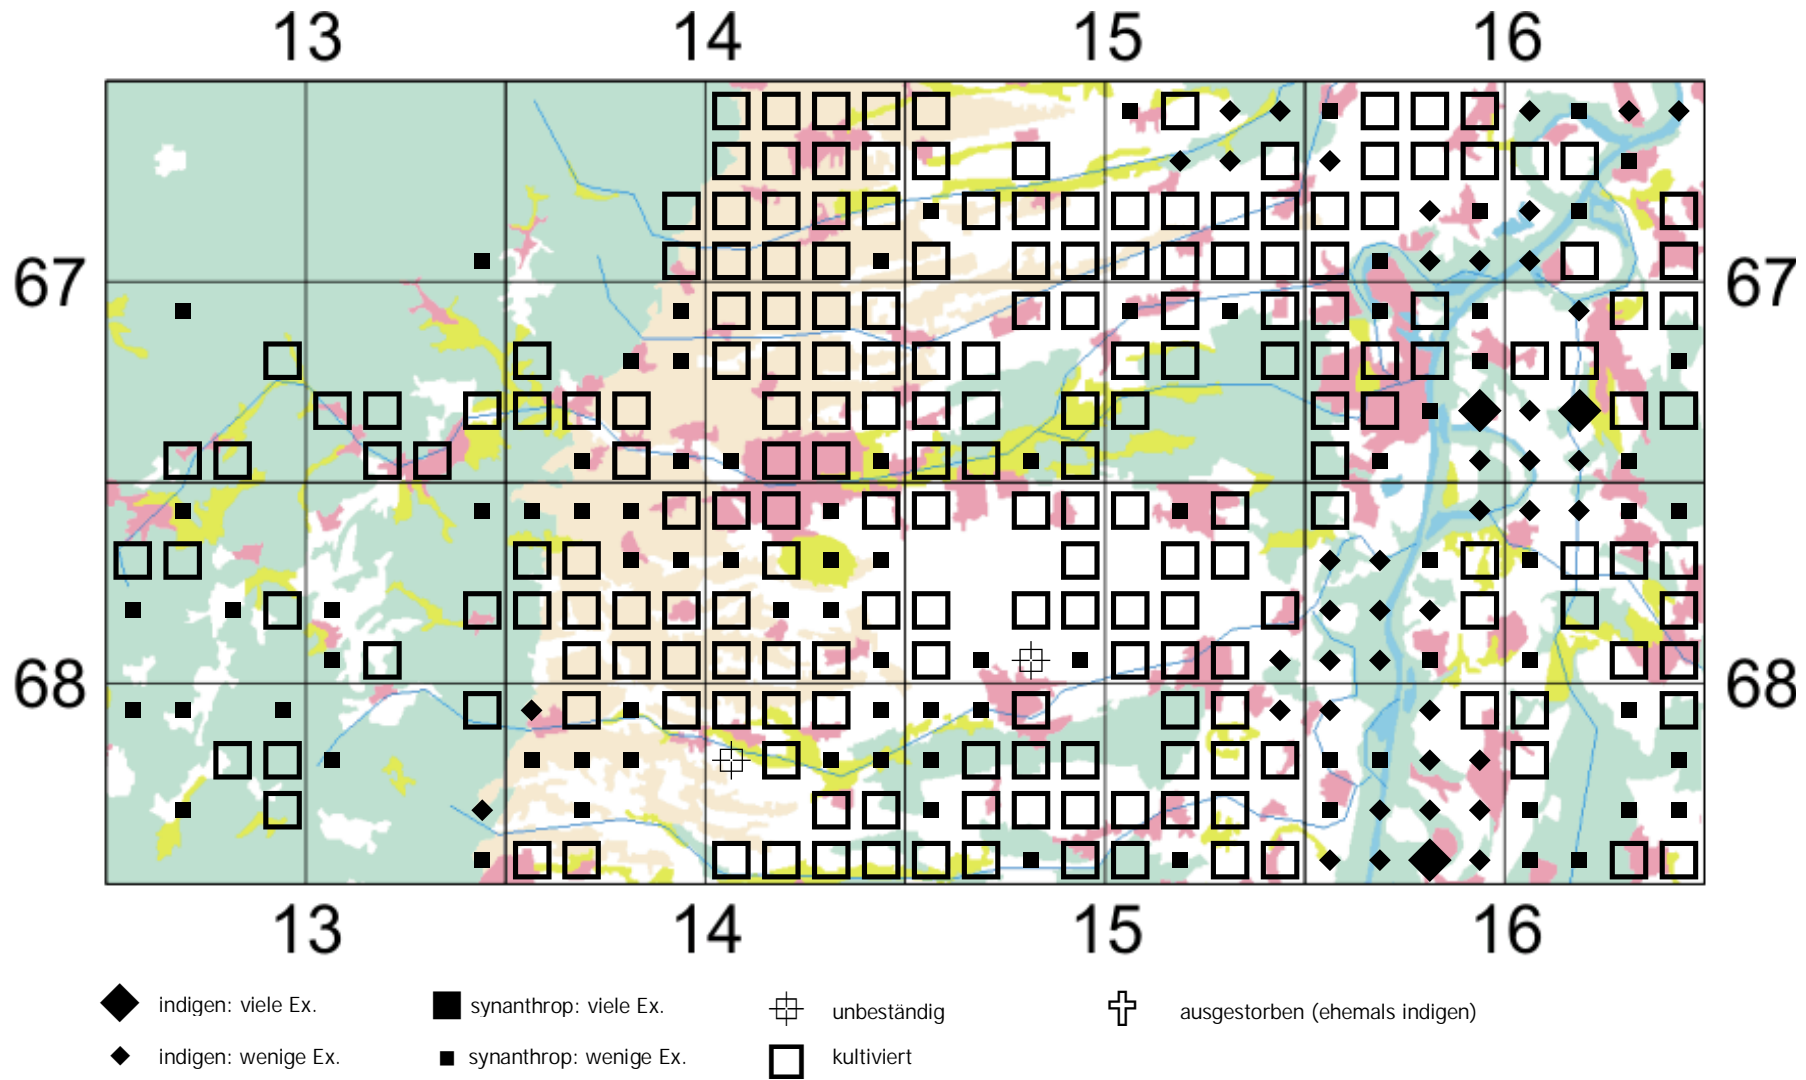 13 14 15 16
67 67
68 68
13 14 15 16
indigen: viele Ex. synanthrop: viele Ex. unbeständig ausgestorben (ehemals indigen)
indigen: wenige Ex. synanthrop: wenige Ex. kultiviert